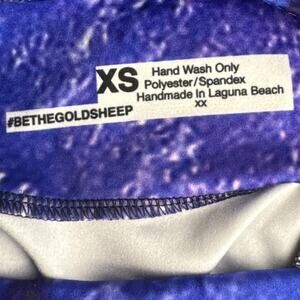 XS
Hand Wash Only
Polyester/Spandex
Handmade In Laguna Beach
XX
#BETHEGOLDSHEEP